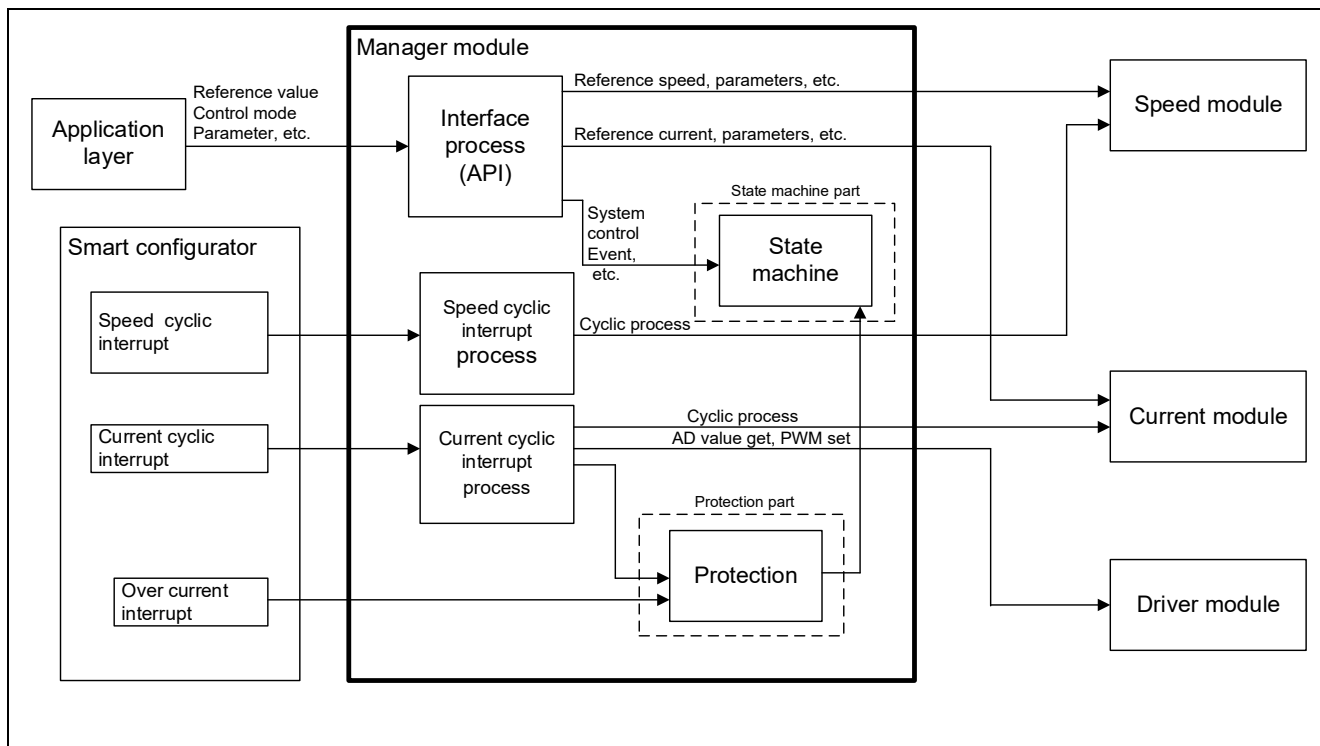 Manager module
Reference value
Control mode
Parameter, etc.
Application
layer
Interface
process
(API)
Reference speed, parameters, etc.
Reference current, parameters, etc.
Speed module
State machine part
System
control
Event,
etc.
State
machine
Smart configurator
Speed cyclic
interrupt
Speed cyclic
interrupt
process
Cyclic process
Current cyclic
interrupt
Current cyclic
interrupt
process
Cyclic process
AD value get, PWM set
Current module
Protection part
Protection
Over current
interrupt
Driver module